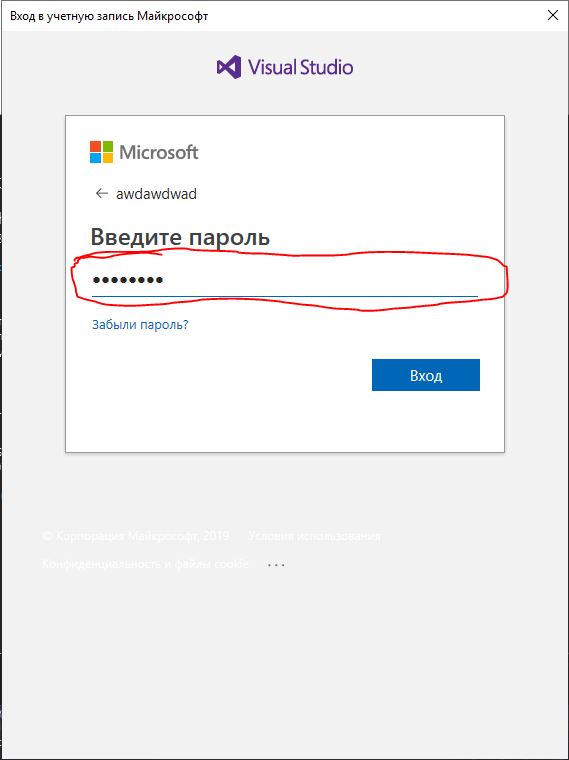 Вход в учетную запись Майкрософт
Visual Studio
Microsoft
awdawdwad
Введите пароль
••••••••
Забыли пароль?
Вход
© Корпорация Майкрософт, 2019 Условия использования
Конфиденциальность и файлы cookie ...